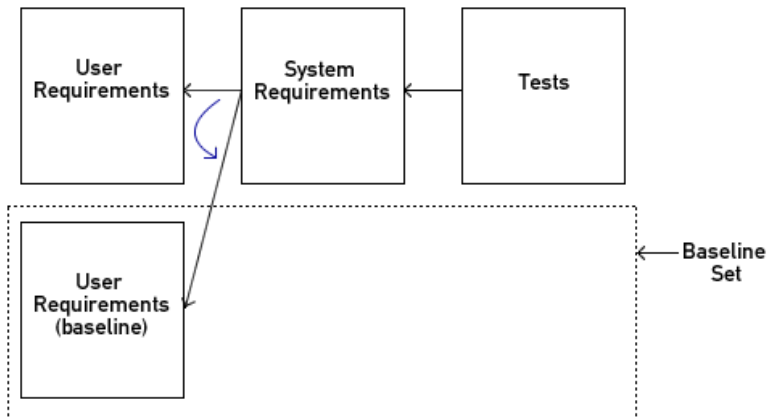 User
Requirements
System
Requirements
Tests
User
Requirements
(baseline)
Baseline
Set